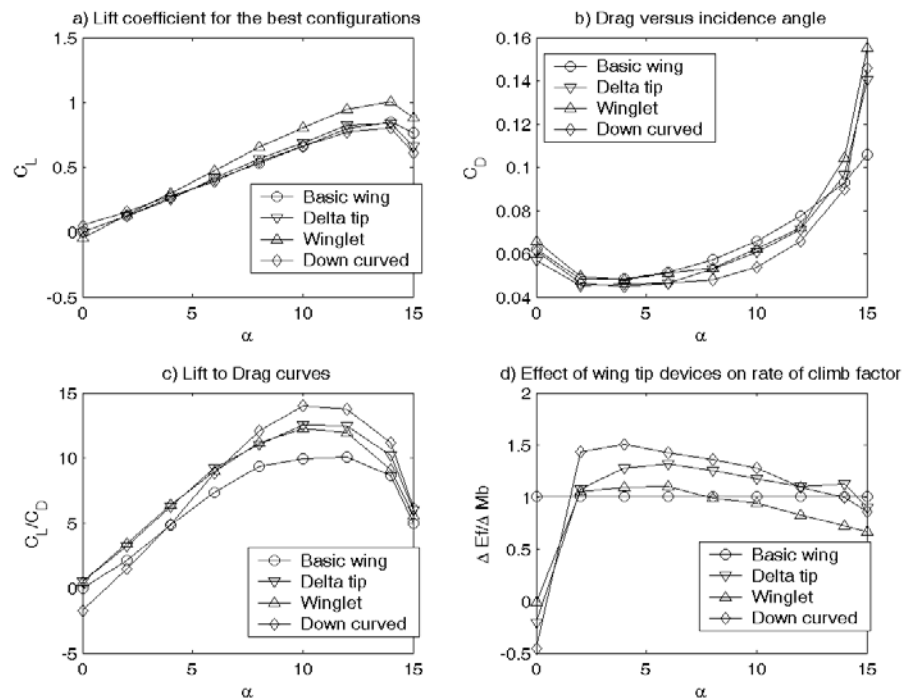 a) Lift coefficient for the best configurations
1.5
1
0.5
0
-0.5
C_L
0 5 10 15
α
Basic wing
Delta tip
Winglet
Down curved
b) Drag versus incidence angle
0.16
0.14
0.12
0.1
0.08
0.06
0.04
C_D
0 5 10 15
α
Basic wing
Delta tip
Winglet
Down curved
c) Lift to Drag curves
15
10
5
0
-5
C_L/C_D
0 5 10 15
α
Basic wing
Delta tip
Winglet
Down curved
d) Effect of wing tip devices on rate of climb factor
2
1.5
1
0.5
0
-0.5
Δ Ef/Δ Mb
0 5 10 15
α
Basic wing
Delta tip
Winglet
Down curved